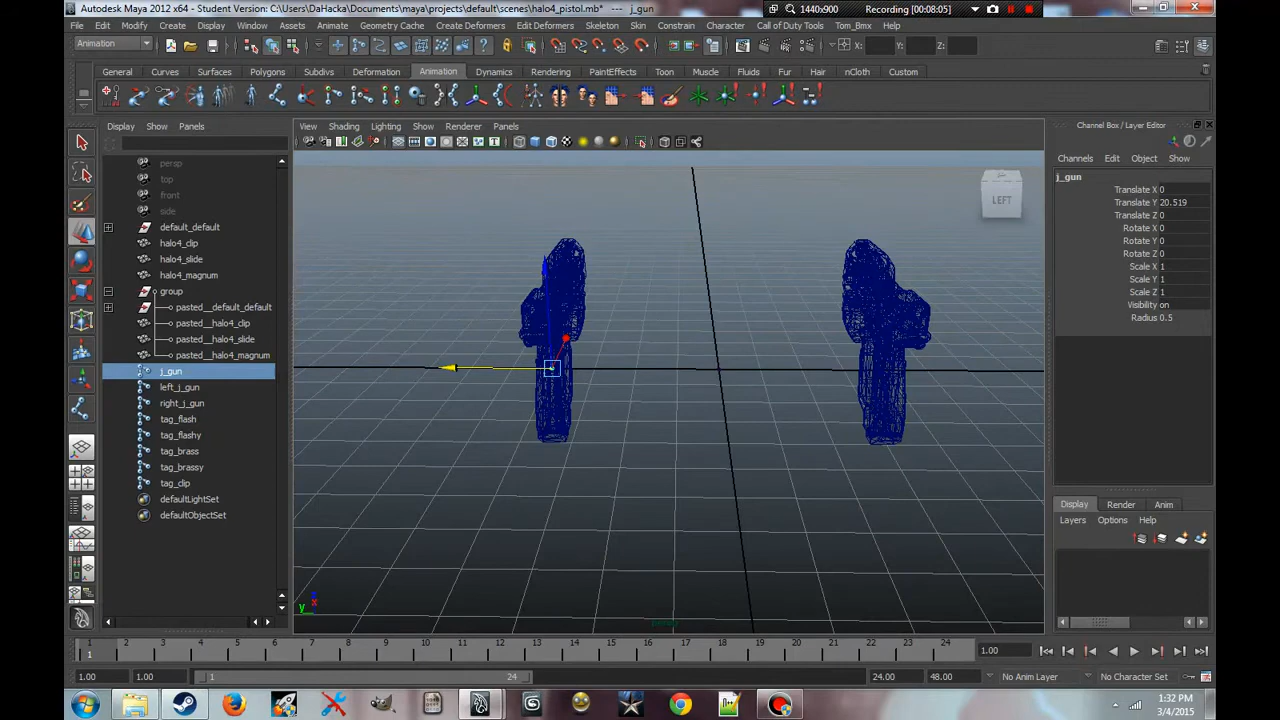 Autodesk Maya 2012 x64 - Student Version: C:\Users\DaHacka\Documents\maya\projects\default\scenes\halo4_pistol.mb* --- j_gun
1440x900
Recording [00:08:05]
File Edit Modify Create Display Window Assets Animate Geometry Cache Create Deformers Edit Deformers Skeleton Skin Constrain Character Call of Duty Tools Tom_Bmx Help
Animation
X: Y: Z:
General Curves Surfaces Polygons Subdivs Deformation Animation Dynamics Rendering PaintEffects Toon Muscle Fluids Fur Hair nCloth Custom
Display Show Panels
View Shading Lighting Show Renderer Panels
Channel Box / Layer Editor
Channels Edit Object Show
persp
top
front
side
default_default
halo4_clip
halo4_slide
halo4_magnum
group
pasted__default_default
pasted__halo4_clip
pasted__halo4_slide
pasted__halo4_magnum
j_gun
left_j_gun
right_j_gun
tag_flash
tag_flashy
tag_brass
tag_brassy
tag_clip
defaultLightSet
defaultObjectSet
LEFT
y z x
persp
j_gun
Translate X 0
Translate Y 20.519
Translate Z 0
Rotate X 0
Rotate Y 0
Rotate Z 0
Scale X 1
Scale Y 1
Scale Z 1
Visibility on
Radius 0.5
Display Render Anim
Layers Options Help
1 2 3 4 5 6 7 8 9 10 11 12 13 14 15 16 17 18 19 20 21 22 23 24
1
1.00
1.00 1.00 1 24 24.00 48.00 No Anim Layer No Character Set
1:32 PM
3/4/2015